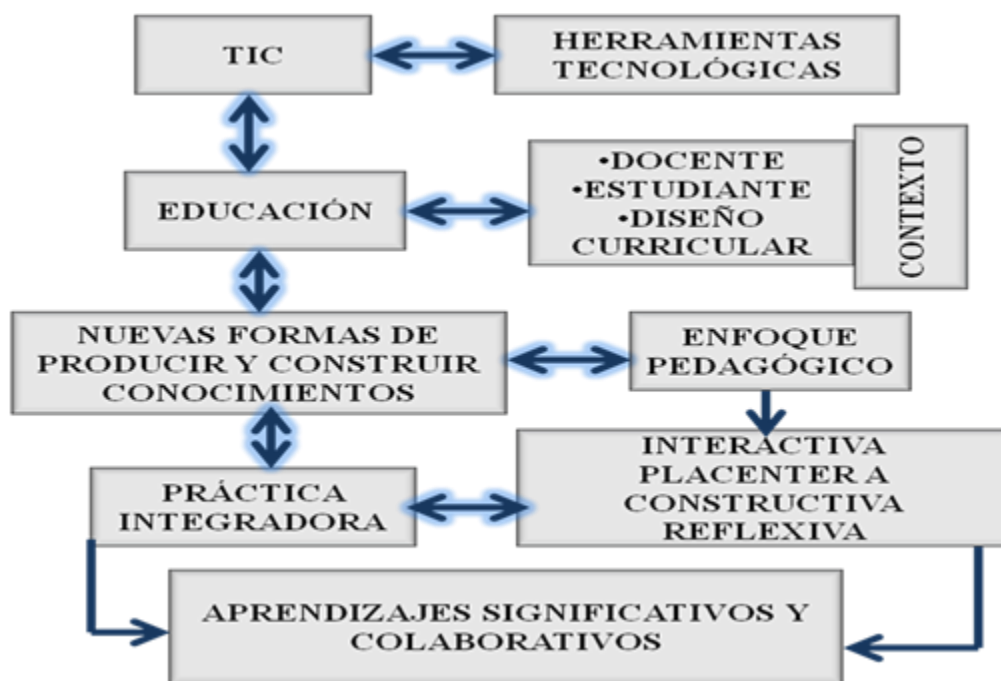 TIC
HERRAMIENTAS
TECNOLÓGICAS
EDUCACIÓN
•DOCENTE
•ESTUDIANTE
•DISEÑO
CURRICULAR
CONTEXTO
NUEVAS FORMAS DE
PRODUCIR Y CONSTRUIR
CONOCIMIENTOS
ENFOQUE
PEDAGÓGICO
PRÁCTICA
INTEGRADORA
INTERACTIVA
PLACENTER A
CONSTRUCTIVA
REFLEXIVA
APRENDIZAJES SIGNIFICATIVOS Y
COLABORATIVOS